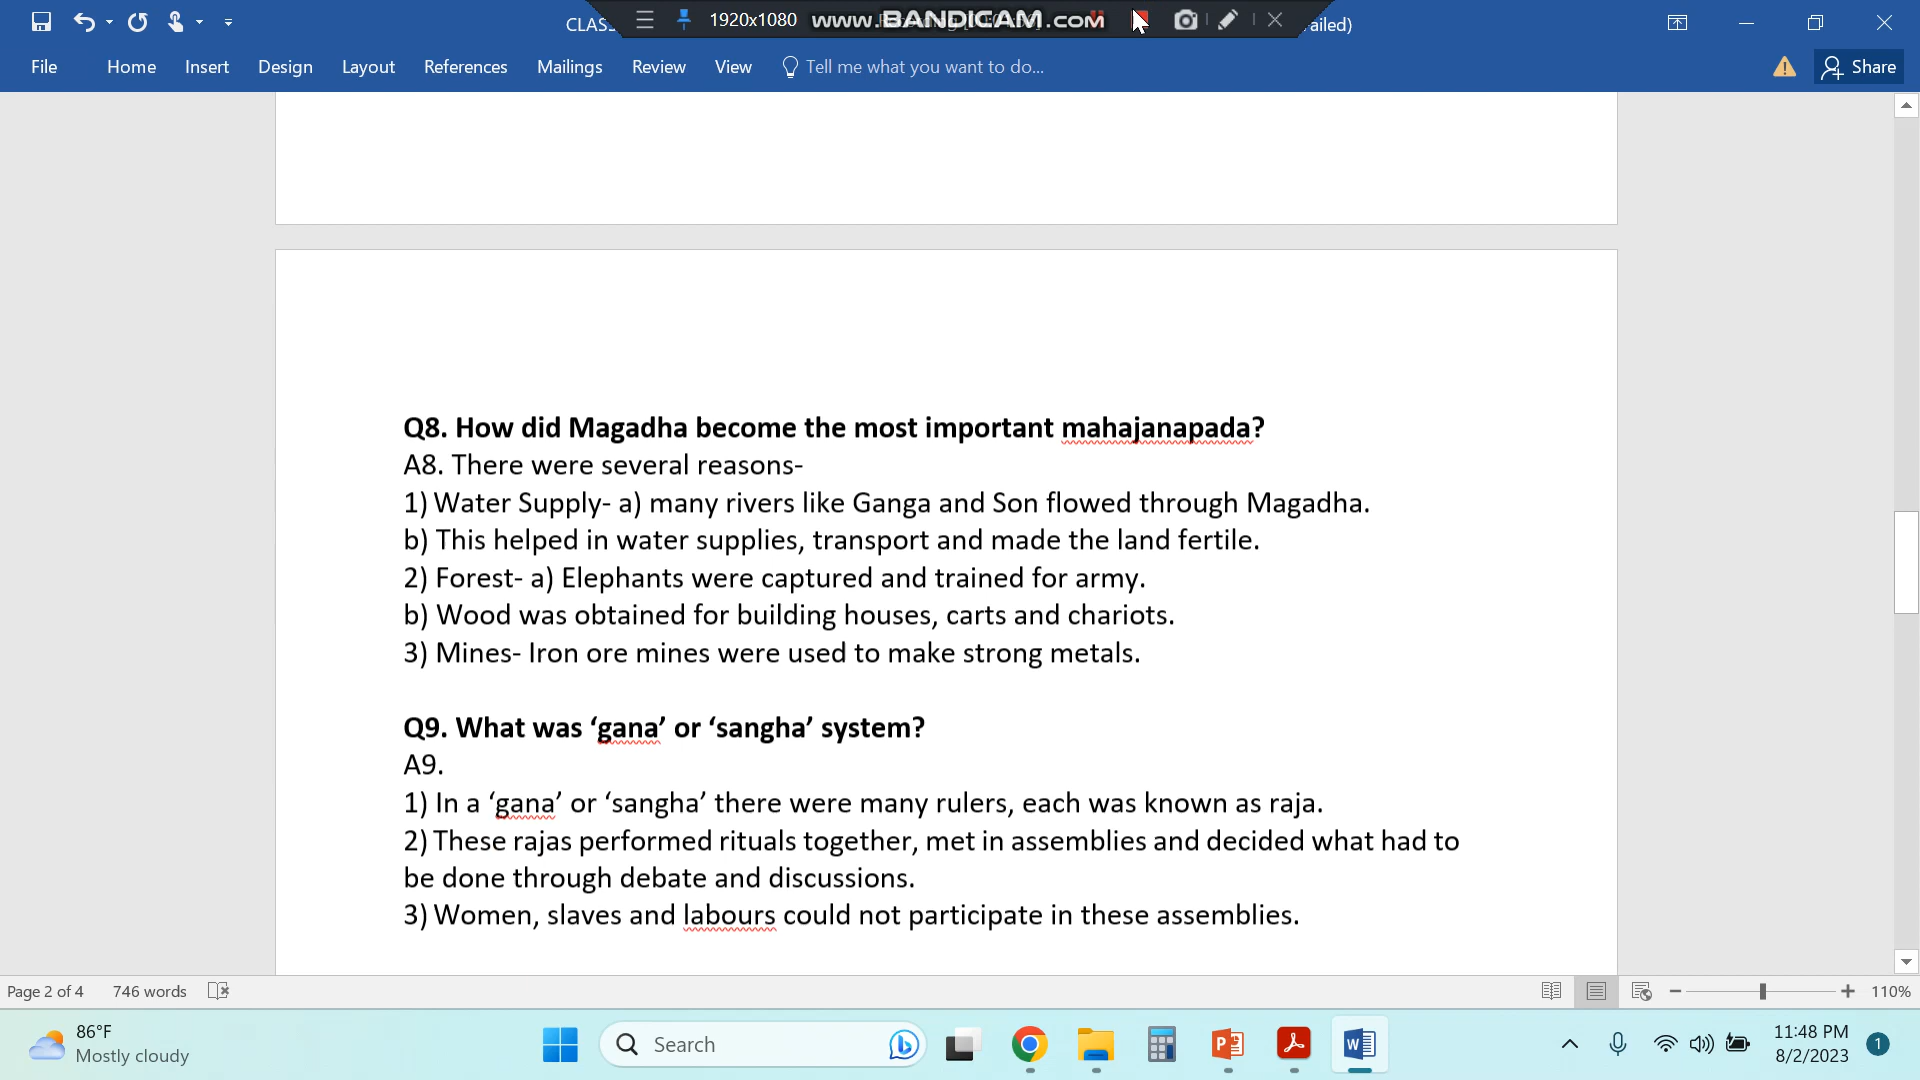 CLAS
1920x1080
www.BANDICAM.com
ailed)
File Home Insert Design Layout References Mailings Review View Tell me what you want to do... Share
Q8. How did Magadha become the most important mahajanapada?
A8. There were several reasons-
1) Water Supply- a) many rivers like Ganga and Son flowed through Magadha.
b) This helped in water supplies, transport and made the land fertile.
2) Forest- a) Elephants were captured and trained for army.
b) Wood was obtained for building houses, carts and chariots.
3) Mines- Iron ore mines were used to make strong metals.
Q9. What was ‘gana’ or ‘sangha’ system?
A9.
1) In a ‘gana’ or ‘sangha’ there were many rulers, each was known as raja.
2) These rajas performed rituals together, met in assemblies and decided what had to
be done through debate and discussions.
3) Women, slaves and labours could not participate in these assemblies.
Page 2 of 4 746 words 110%
86°F
Mostly cloudy
Search
11:48 PM
8/2/2023
1